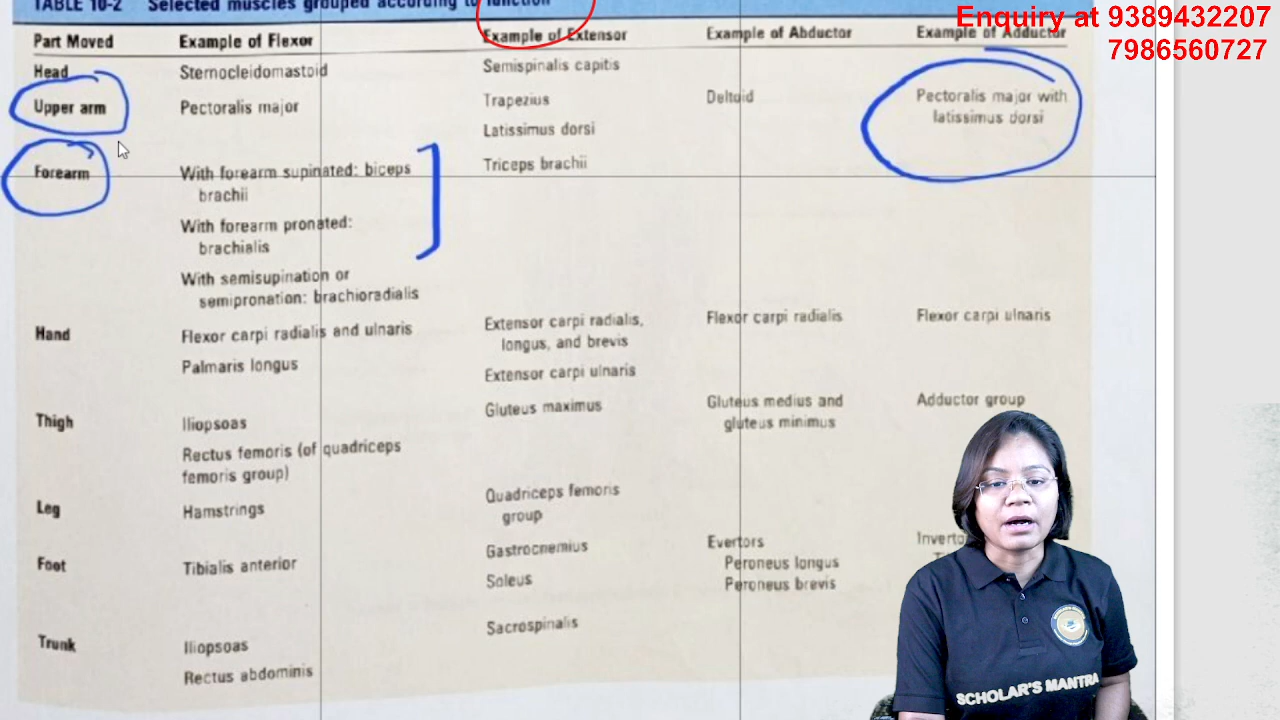 Enquiry at 9389432207
7986560727
TABLE 10-2 Selected muscles grouped according to function
Part Moved Example of Flexor Example of Extensor Example of Abductor Example of Adductor
Head Sternocleidomastoid Semispinalis capitis
Upper arm Pectoralis major Trapezius Deltoid Pectoralis major with
latissimus dorsi
Latissimus dorsi
Forearm With forearm supinated: biceps Triceps brachii
brachii
With forearm pronated:
brachialis
With semisupination or
semipronation: brachioradialis
Hand Flexor carpi radialis and ulnaris Extensor carpi radialis, Flexor carpi radialis Flexor carpi ulnaris
longus, and brevis
Palmaris longus Extensor carpi ulnaris
Thigh Iliopsoas Gluteus maximus Gluteus medius and Adductor group
gluteus minimus
Rectus femoris (of quadriceps
femoris group)
Leg Hamstrings Quadriceps femoris
group
Foot Tibialis anterior Gastrocnemius Evertors
Soleus Peroneus longus
Peroneus brevis
Trunk Iliopsoas Sacrospinalis
Rectus abdominis
SCHOLAR'S MANTRA